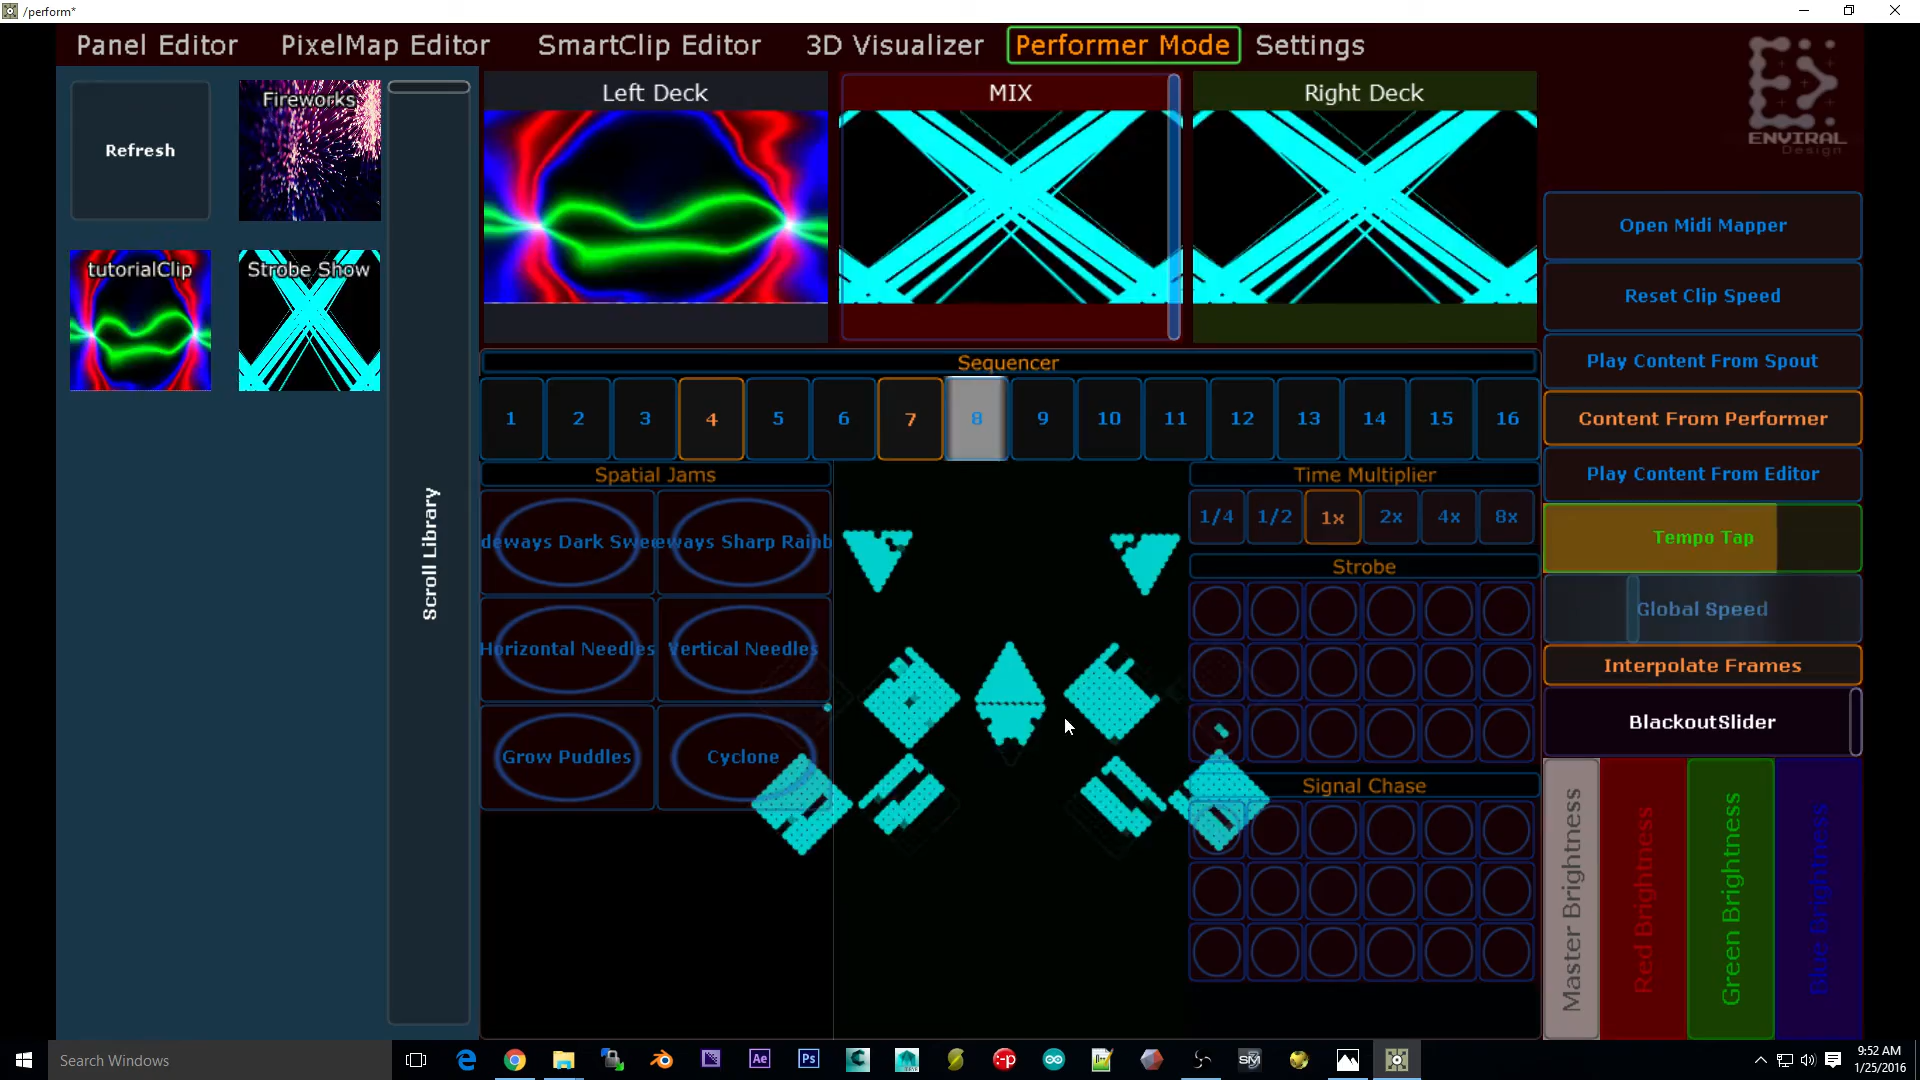 /perform*
Panel Editor
PixelMap Editor
SmartClip Editor
3D Visualizer
Performer Mode
Settings
Refresh
Fireworks
tutorialClip
Strobe Show
Scroll Library
Left Deck
MIX
Right Deck
ENVIRAL
Design
Sequencer
1 2 3 4 5 6 7 8 9 10 11 12 13 14 15 16
Spatial Jams
deways Dark Swe
eways Sharp Rainb
Horizontal Needles
Vertical Needles
Grow Puddles
Cyclone
Time Multiplier
1/4 1/2 1x 2x 4x 8x
Strobe
Signal Chase
Open Midi Mapper
Reset Clip Speed
Play Content From Spout
Content From Performer
Play Content From Editor
Tempo Tap
Global Speed
Interpolate Frames
BlackoutSlider
Master Brightness
Red Brightness
Green Brightness
Blue Brightness
Search Windows
Ae
Ps
SM
9:52 AM
1/25/2016